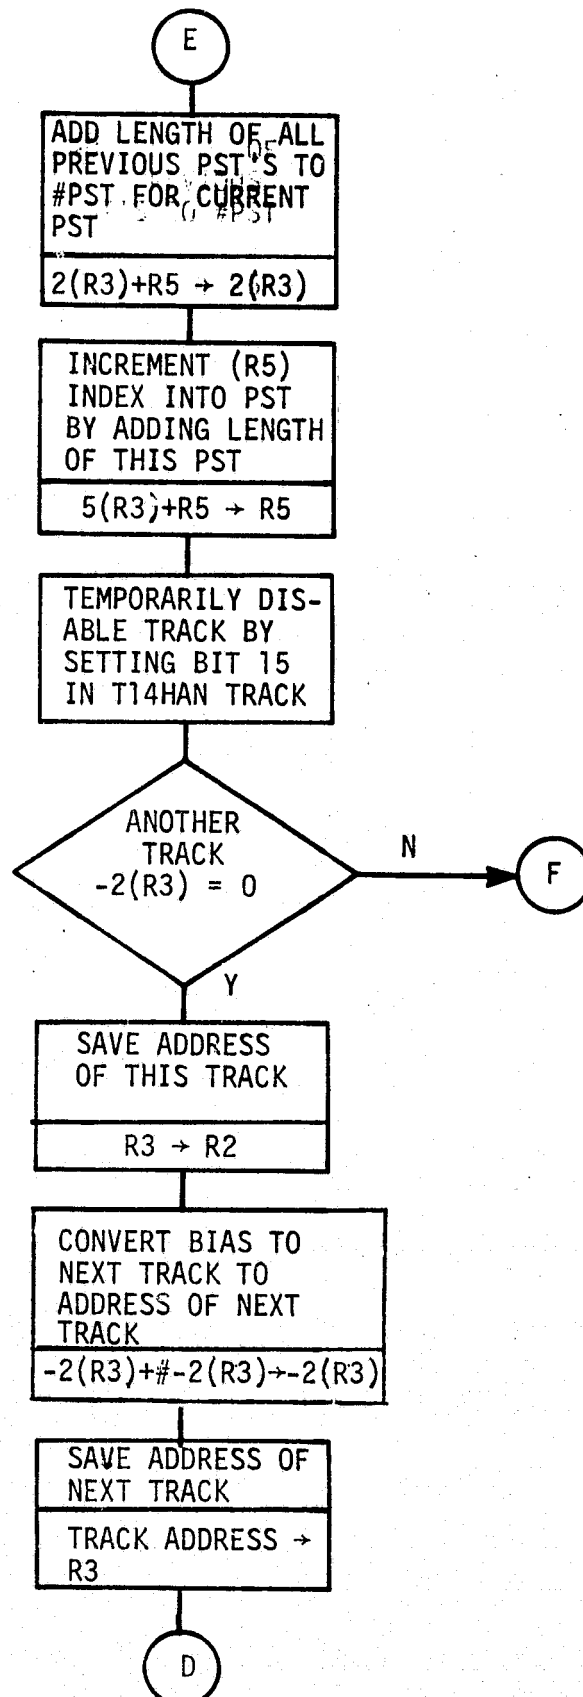 E
ADD LENGTH OF ALL
PREVIOUS PST'S TO
#PST FOR CURRENT
PST
2(R3)+R5 → 2(R3)
INCREMENT (R5)
INDEX INTO PST
BY ADDING LENGTH
OF THIS PST
5(R3)+R5 → R5
TEMPORARILY DIS-
ABLE TRACK BY
SETTING BIT 15
IN T14HAN TRACK
ANOTHER
TRACK
-2(R3) = 0
N
F
Y
SAVE ADDRESS
OF THIS TRACK
R3 → R2
CONVERT BIAS TO
NEXT TRACK TO
ADDRESS OF NEXT
TRACK
-2(R3)+#-2(R3)→-2(R3)
SAVE ADDRESS OF
NEXT TRACK
TRACK ADDRESS →
R3
D